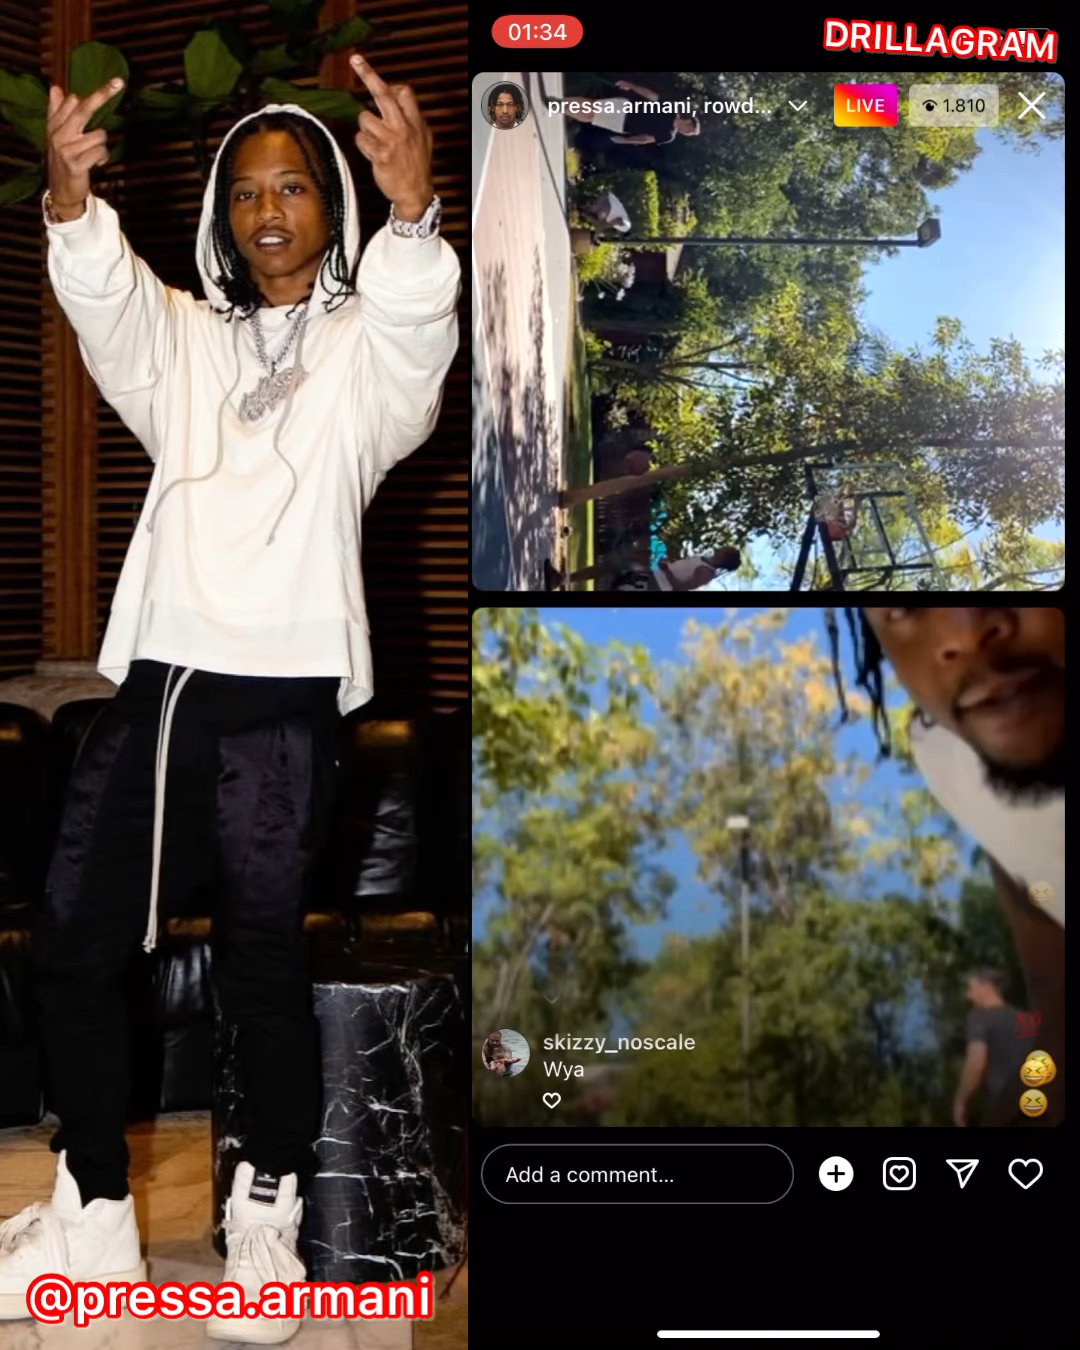 01:34
DRILLAGRAM
pressa.armani, rowd...
LIVE
1.810
skizzy_noscale
Wya
Add a comment...
@pressa.armani